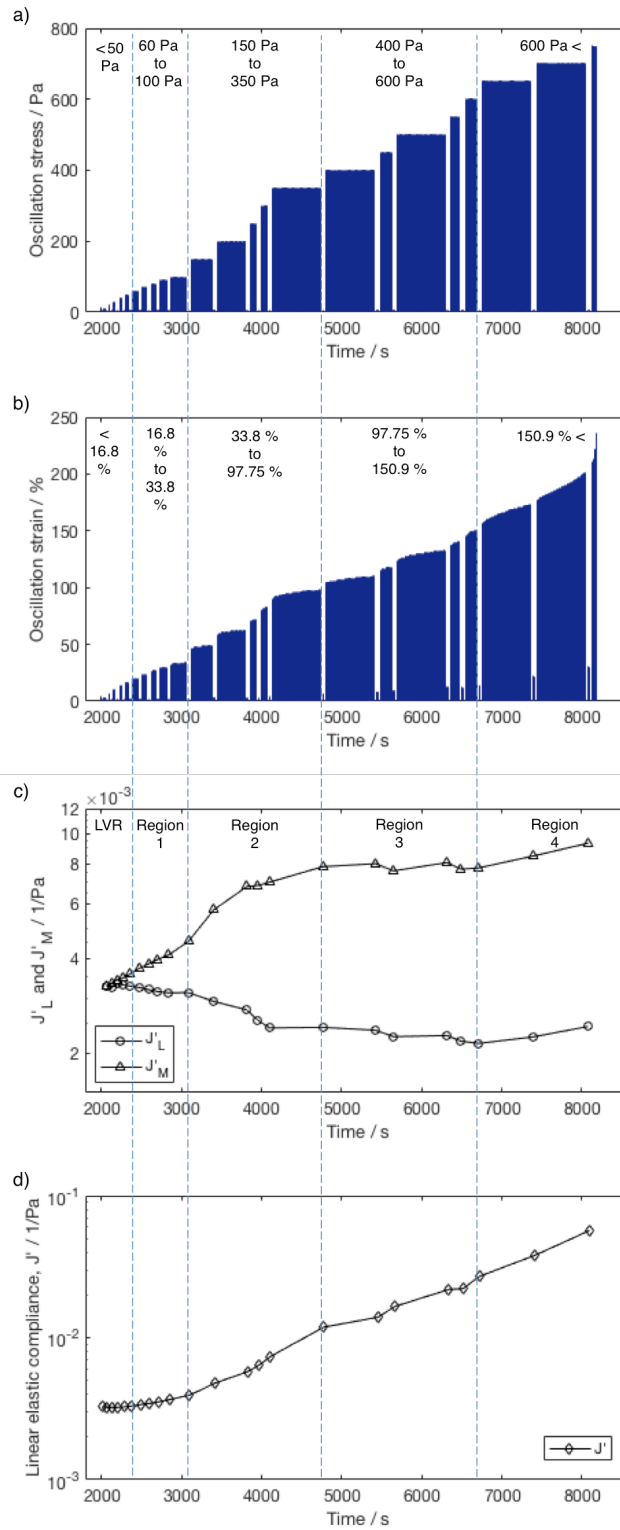 a)
800
600
400
200
0
Oscillation stress / Pa
<50
Pa
60 Pa
to
100 Pa
150 Pa
to
350 Pa
400 Pa
to
600 Pa
600 Pa <
2000 3000 4000 5000 6000 7000 8000
Time / s
b)
250
200
150
100
50
0
Oscillation strain / %
<
16.8
%
16.8
%
to
33.8
%
33.8 %
to
97.75 %
97.75 %
to
150.9 %
150.9 % <
2000 3000 4000 5000 6000 7000 8000
Time / s
c)
×10⁻³
12
10
8
6
4
2
J'L and J'M / 1/Pa
LVR
Region
1
Region
2
Region
3
Region
4
J'L
J'M
2000 3000 4000 5000 6000 7000 8000
Time / s
d)
10⁻¹
10⁻²
10⁻³
Linear elastic compliance, J' / 1/Pa
J'
2000 3000 4000 5000 6000 7000 8000
Time / s